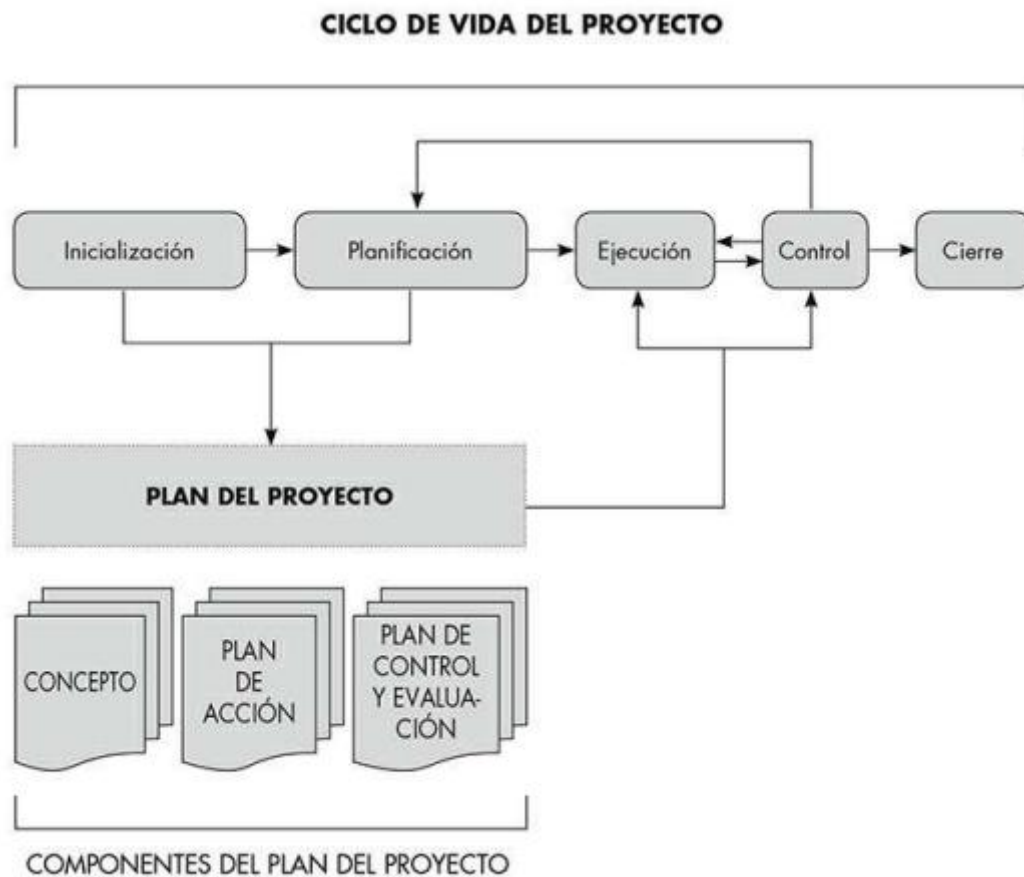 CICLO DE VIDA DEL PROYECTO
Inicialización
Planificación
Ejecución
Control
Cierre
PLAN DEL PROYECTO
CONCEPTO
PLAN
DE
ACCIÓN
PLAN DE
CONTROL
Y EVALUA-
CIÓN
COMPONENTES DEL PLAN DEL PROYECTO